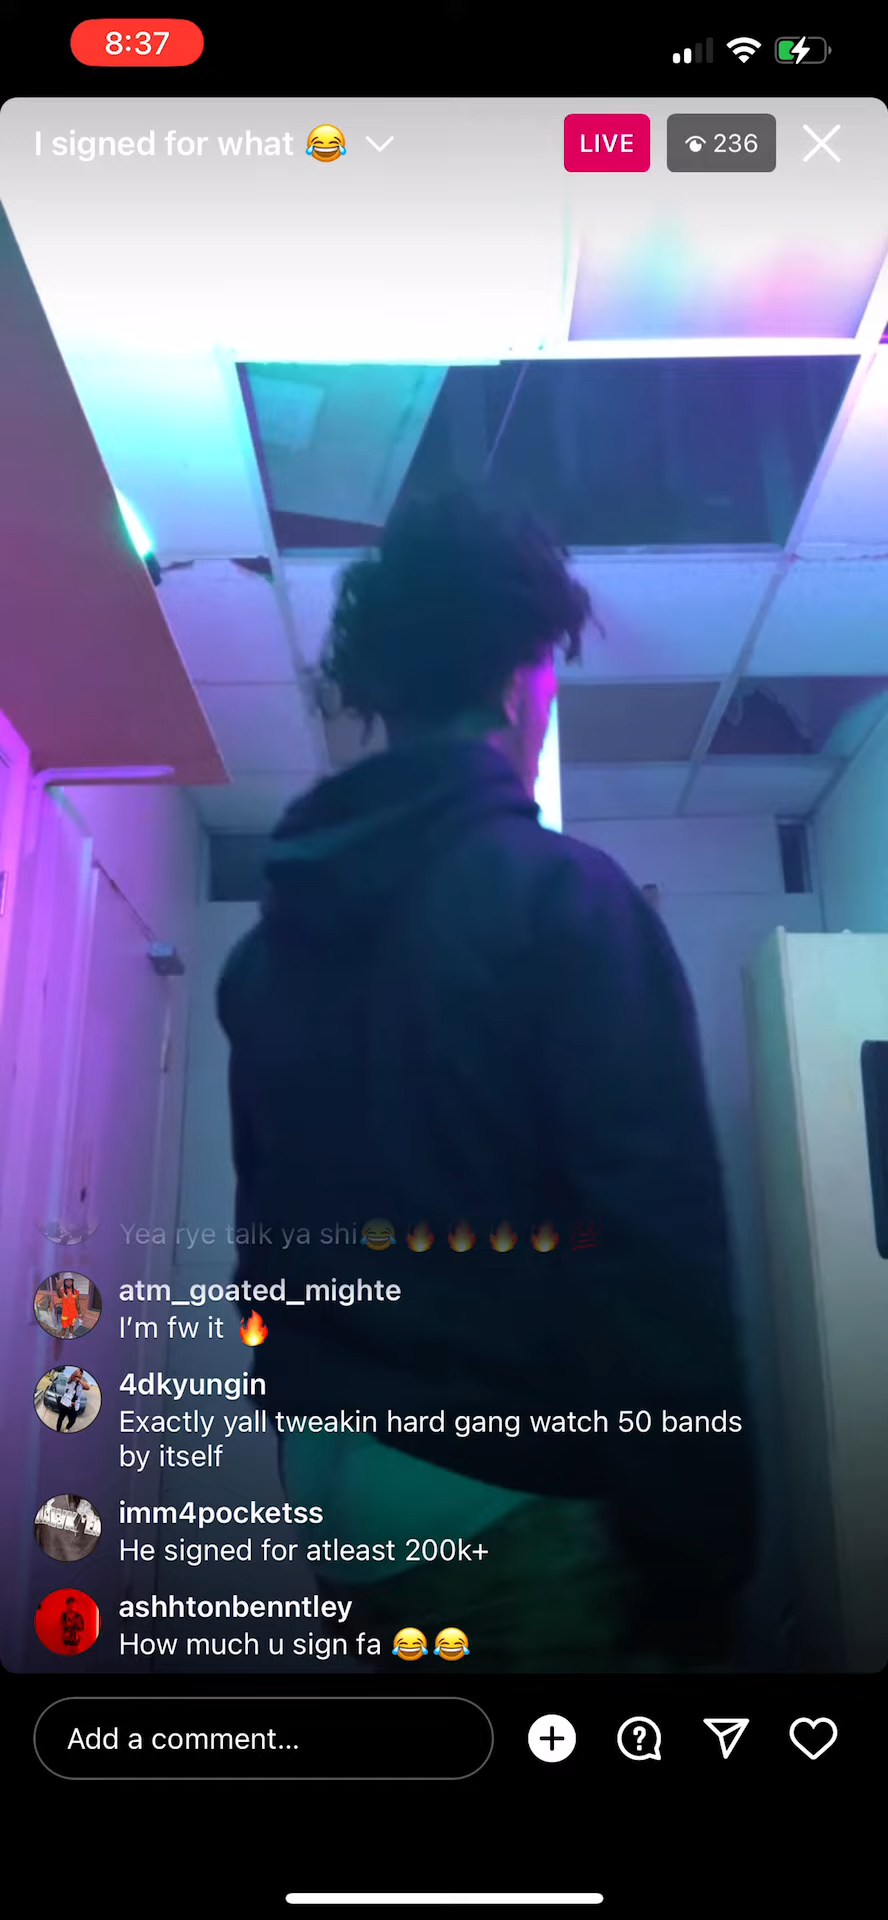 8:37
I signed for what 😂
LIVE
236
Yea rye talk ya shi😂🔥🔥🔥🔥💯
atm_goated_mighte
I’m fw it 🔥
4dkyungin
Exactly yall tweakin hard gang watch 50 bands
by itself
imm4pocketss
He signed for atleast 200k+
ashhtonbenntley
How much u sign fa 😂😂
Add a comment...